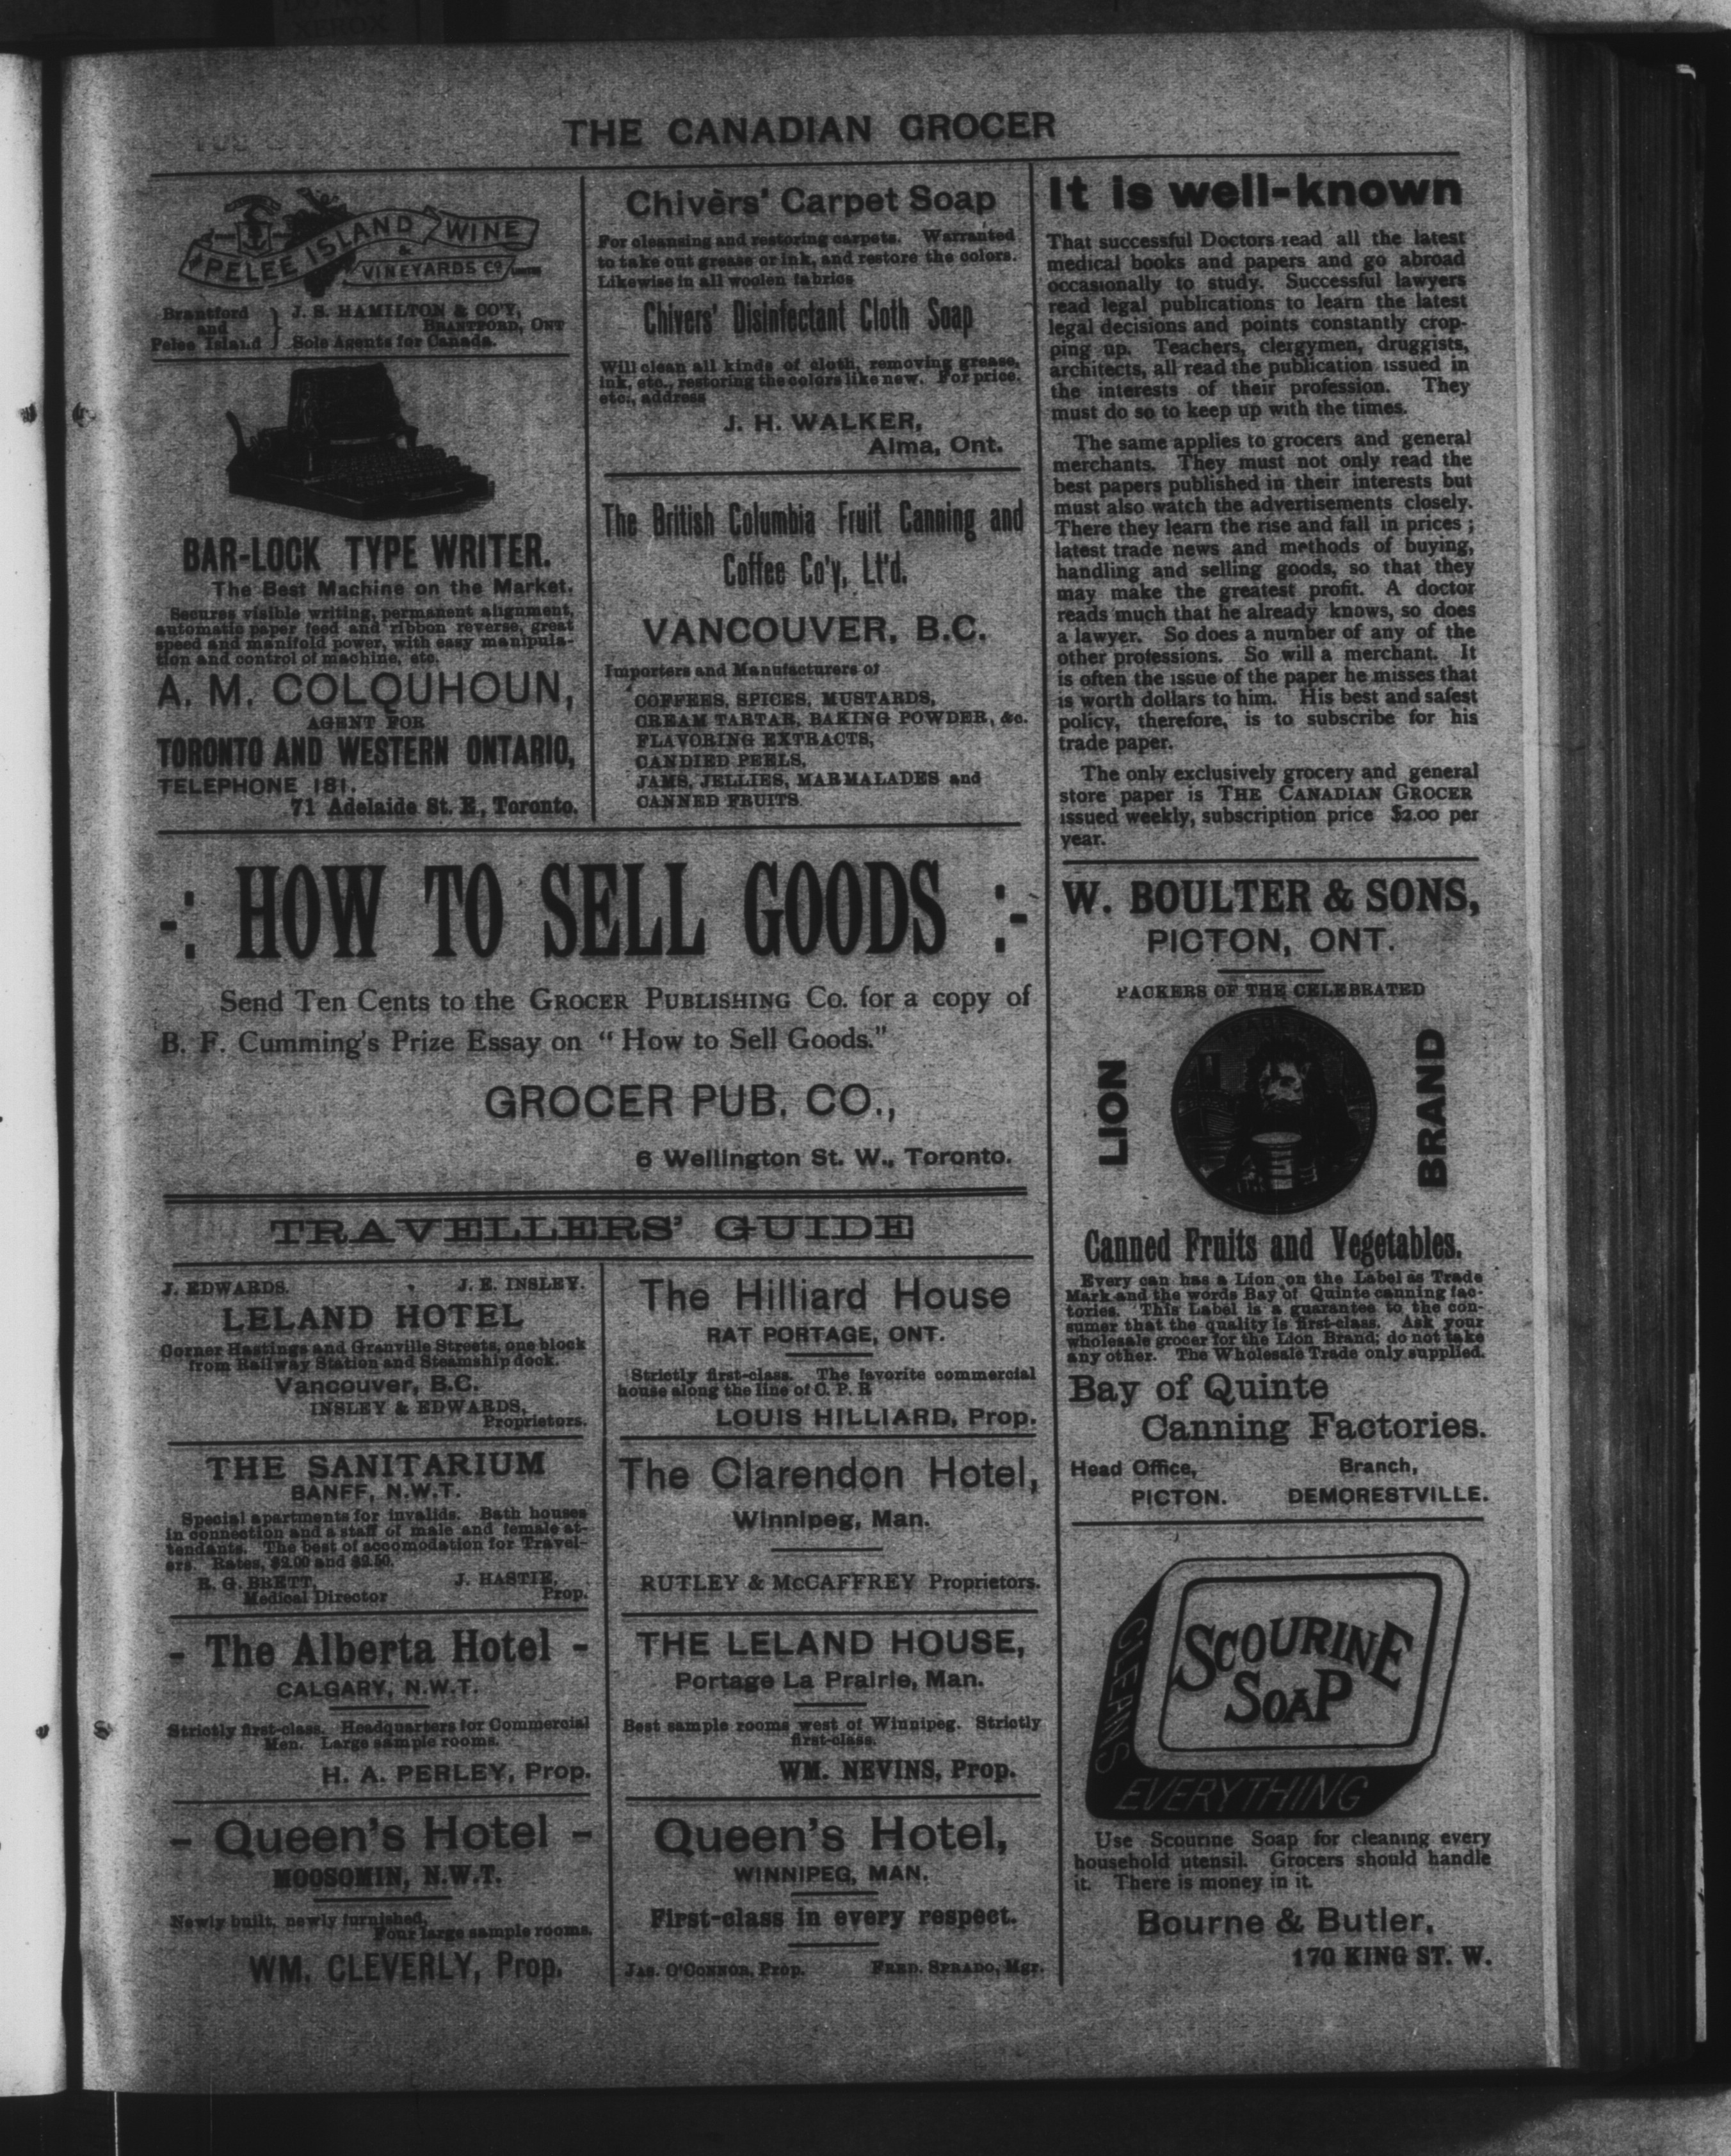 THE CANADIAN GROCER
PELEE ISLAND WINE
&
VINEYARDS CO
Brantford
and
Pelee Island
J. S. HAMILTON & CO'Y,
BRANTFORD, ONT
Sole Agents for Canada.
BAR-LOCK TYPE WRITER.
The Best Machine on the Market.
Secures visible writing, permanent alignment,
automatic paper feed and ribbon reverse, great
speed and manifold power, with easy manipula-
tion and control of machine, etc.
A. M. COLQUHOUN,
AGENT FOR
TORONTO AND WESTERN ONTARIO,
TELEPHONE 181.
71 Adelaide St. E., Toronto.
Chivèrs' Carpet Soap
For cleansing and restoring carpets. Warranted
to take out grease or ink, and restore the colors.
Likewise in all woolen fabrics
Chivers' Disinfectant Cloth Soap
Will clean all kinds of cloth, removing grease,
ink, etc., restoring the colors like new. For price,
etc., address
J. H. WALKER,
Alma, Ont.
The British Columbia Fruit Canning and
Coffee Co'y, Lt'd.
VANCOUVER, B.C.
Importers and Manufacturers of
COFFEES, SPICES, MUSTARDS,
CREAM TARTAR, BAKING POWDER, &c.
FLAVORING EXTRACTS,
CANDIED PEELS,
JAMS, JELLIES, MARMALADES and
CANNED FRUITS
-: HOW TO SELL GOODS :-
Send Ten Cents to the GROCER PUBLISHING Co. for a copy of
B. F. Cumming's Prize Essay on "How to Sell Goods."
GROCER PUB. CO.,
6 Wellington St. W., Toronto.
TRAVELLERS' GUIDE
J. EDWARDS. J. E. INSLEY.
LELAND HOTEL
Corner Hastings and Granville Streets, one block
from Railway Station and Steamship dock.
Vancouver, B.C.
INSLEY & EDWARDS,
Proprietors.
THE SANITARIUM
BANFF, N.W.T.
Special apartments for invalids. Bath houses
in connection and a staff of male and female at-
tendants. The best of accomodation for Travel-
ers. Rates, $2.00 and $2.50.
R. G. BRETT, J. HASTIE,
Medical Director Prop.
- The Alberta Hotel -
CALGARY, N.W.T.
Strictly first-class. Headquarters for Commercial
Men. Large sample rooms.
H. A. PERLEY, Prop.
- Queen's Hotel -
MOOSOMIN, N.W.T.
Newly built, newly furnished,
Four large sample rooms.
WM. CLEVERLY, Prop.
The Hilliard House
RAT PORTAGE, ONT.
Strictly first-class. The favorite commercial
house along the line of C. P. R
LOUIS HILLIARD, Prop.
The Clarendon Hotel,
Winnipeg, Man.
RUTLEY & McCAFFREY Proprietors.
THE LELAND HOUSE,
Portage La Prairie, Man.
Best sample rooms west of Winnipeg. Strictly
first-class.
WM. NEVINS, Prop.
Queen's Hotel,
WINNIPEG, MAN.
First-class in every respect.
JAS. O'CONNOR, Prop. FRED. SPRADO, Mgr.
It is well-known
That successful Doctors read all the latest
medical books and papers and go abroad
occasionally to study. Successful lawyers
read legal publications to learn the latest
legal decisions and points constantly crop-
ping up. Teachers, clergymen, druggists,
architects, all read the publication issued in
the interests of their profession. They
must do so to keep up with the times.
The same applies to grocers and general
merchants. They must not only read the
best papers published in their interests but
must also watch the advertisements closely.
There they learn the rise and fall in prices ;
latest trade news and methods of buying,
handling and selling goods, so that they
may make the greatest profit. A doctor
reads much that he already knows, so does
a lawyer. So does a number of any of the
other professions. So will a merchant. It
is often the issue of the paper he misses that
is worth dollars to him. His best and safest
policy, therefore, is to subscribe for his
trade paper.
The only exclusively grocery and general
store paper is THE CANADIAN GROCER
issued weekly, subscription price $2.00 per
year.
W. BOULTER & SONS,
PICTON, ONT.
PACKERS OF THE CELEBRATED
LION
BRAND
Canned Fruits and Vegetables.
Every can has a Lion on the Label as Trade
Mark and the words Bay of Quinte canning fac-
tories. This Label is a guarantee to the con-
sumer that the quality is first-class. Ask your
wholesale grocer for the Lion Brand; do not take
any other. The Wholesale Trade only supplied.
Bay of Quinte
Canning Factories.
Head Office, Branch,
PICTON. DEMORESTVILLE.
SCOURINE
SOAP
CLEANS
EVERYTHING
Use Scourine Soap for cleaning every
household utensil. Grocers should handle
it. There is money in it.
Bourne & Butler,
170 KING ST. W.